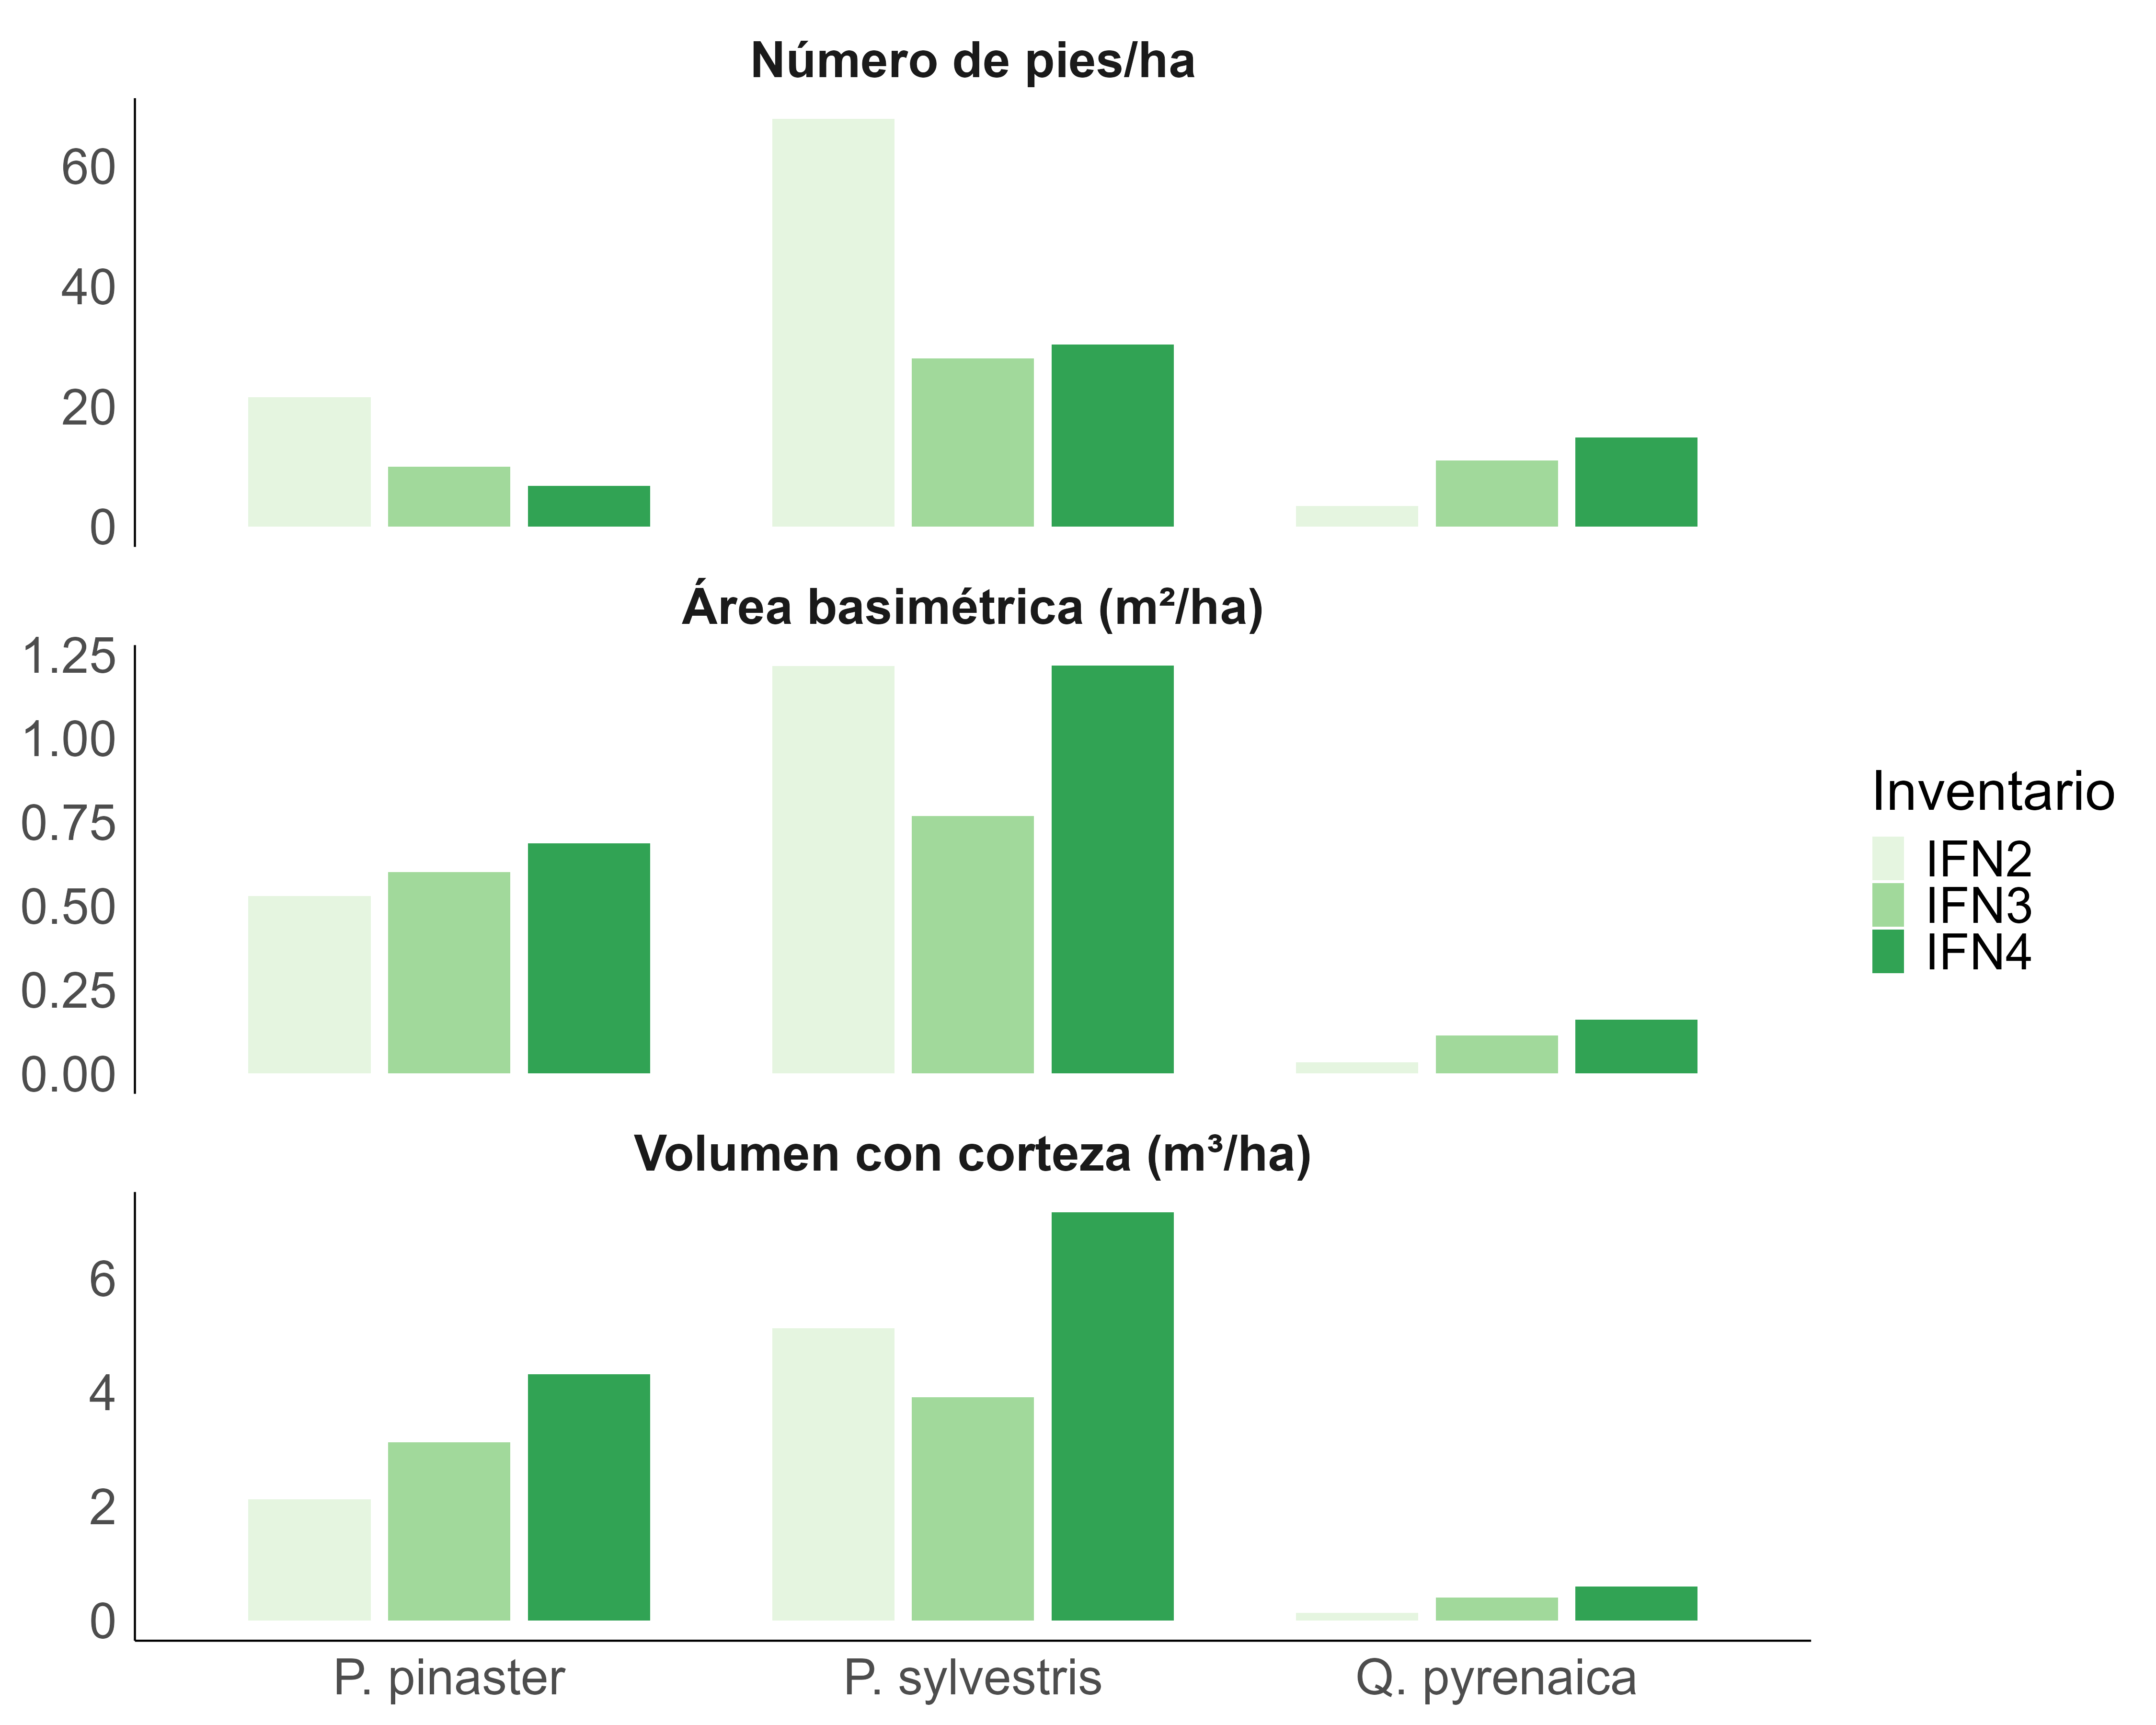 Número de pies/ha
60
40
20
0
Área basimétrica (m²/ha)
1.25
1.00
0.75
0.50
0.25
0.00
Volumen con corteza (m³/ha)
6
4
2
0
P. pinaster
P. sylvestris
Q. pyrenaica
Inventario
IFN2
IFN3
IFN4